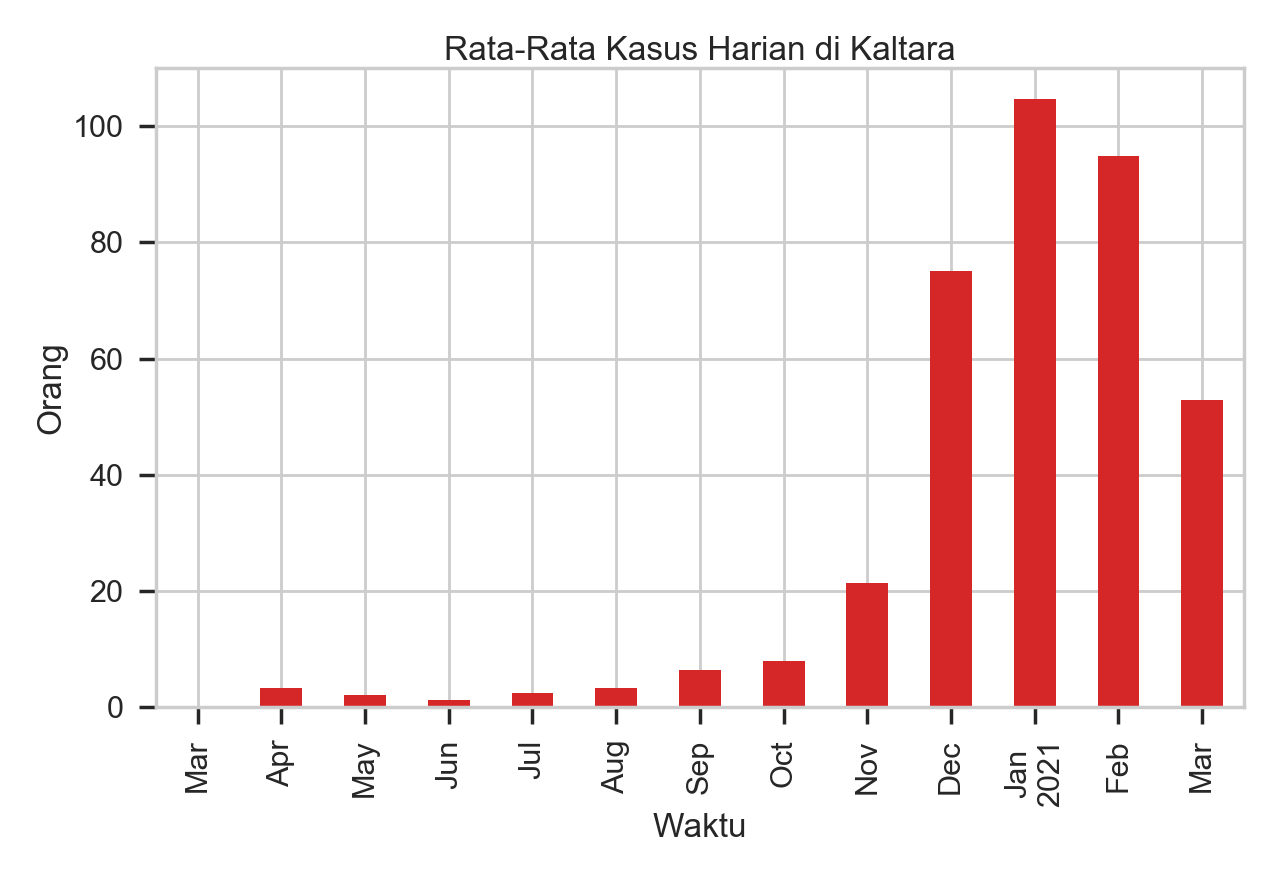 Rata-Rata Kasus Harian di Kaltara
100
80
60
40
20
0
Orang
Mar
Apr
May
Jun
Jul
Aug
Sep
Oct
Nov
Dec
Jan
2021
Feb
Mar
Waktu